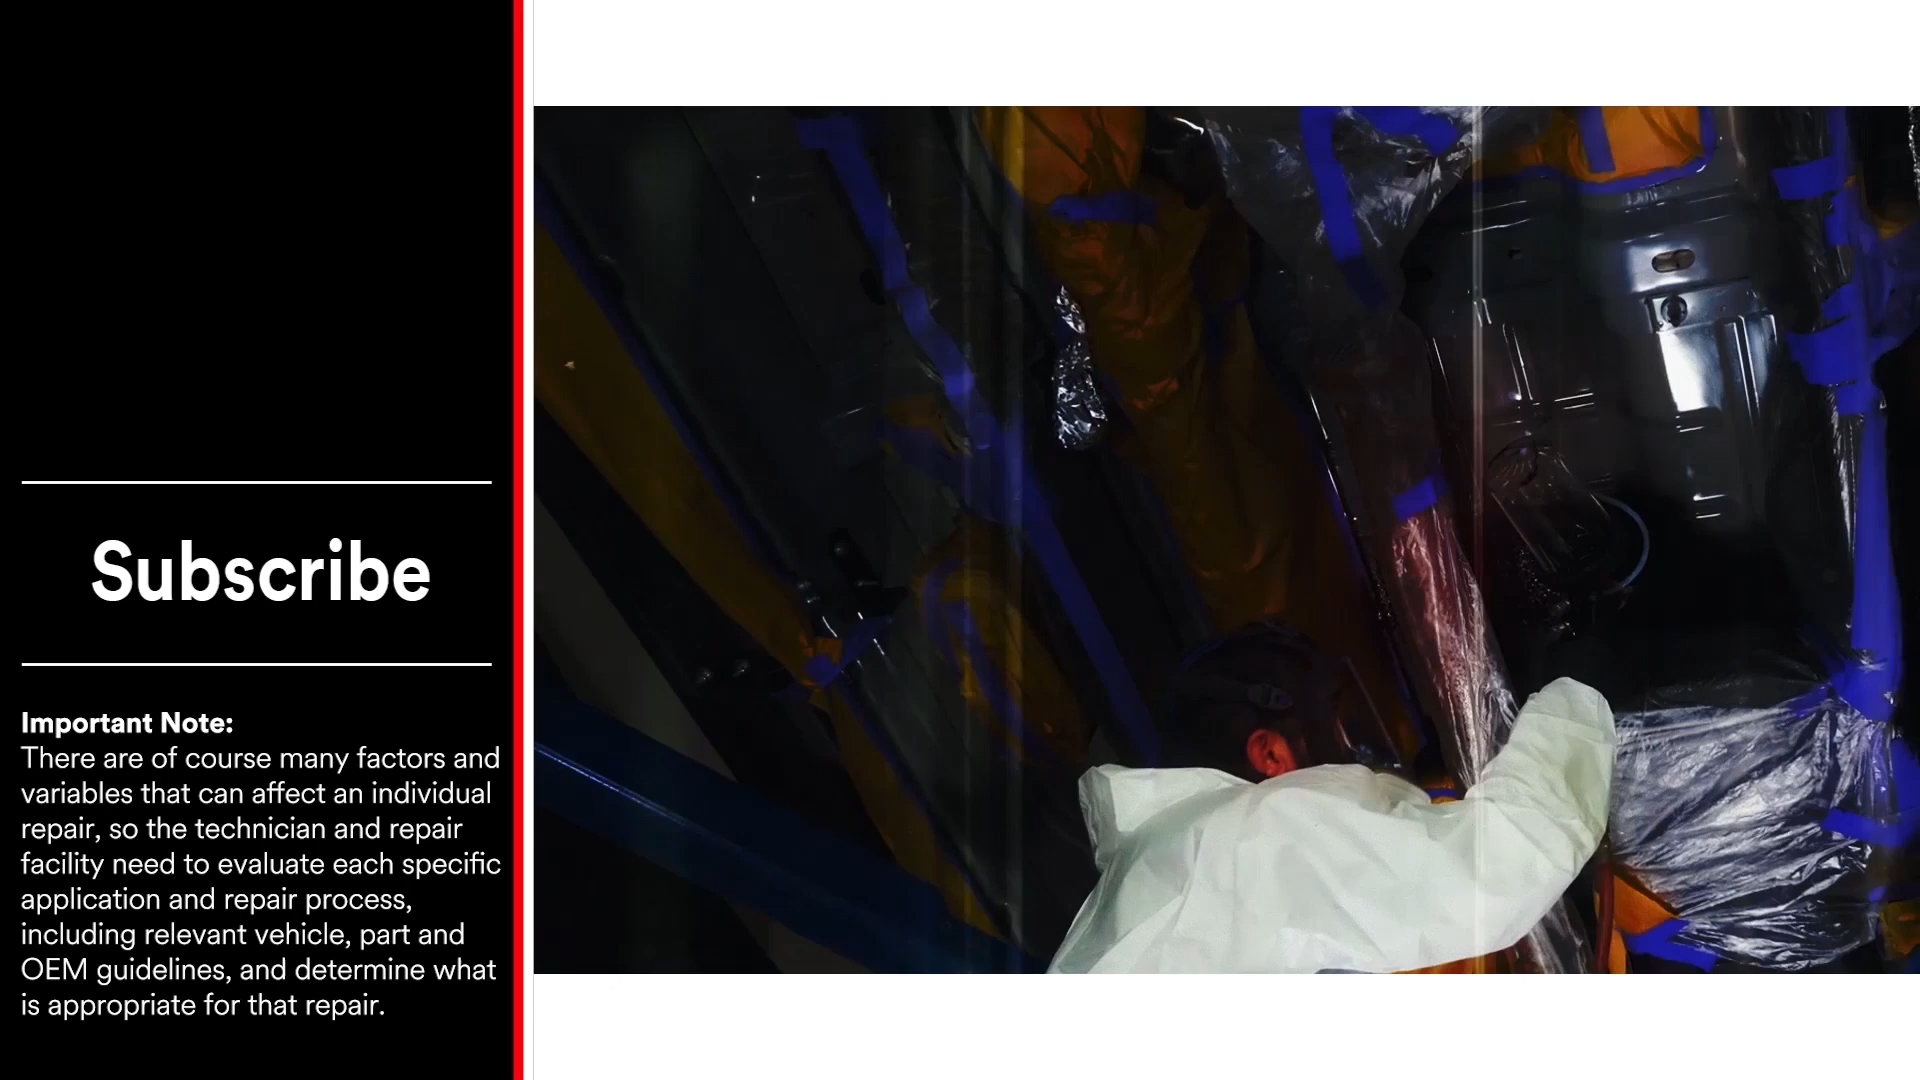 Subscribe
Important Note:
There are of course many factors and
variables that can affect an individual
repair, so the technician and repair
facility need to evaluate each specific
application and repair process,
including relevant vehicle, part and
OEM guidelines, and determine what
is appropriate for that repair.